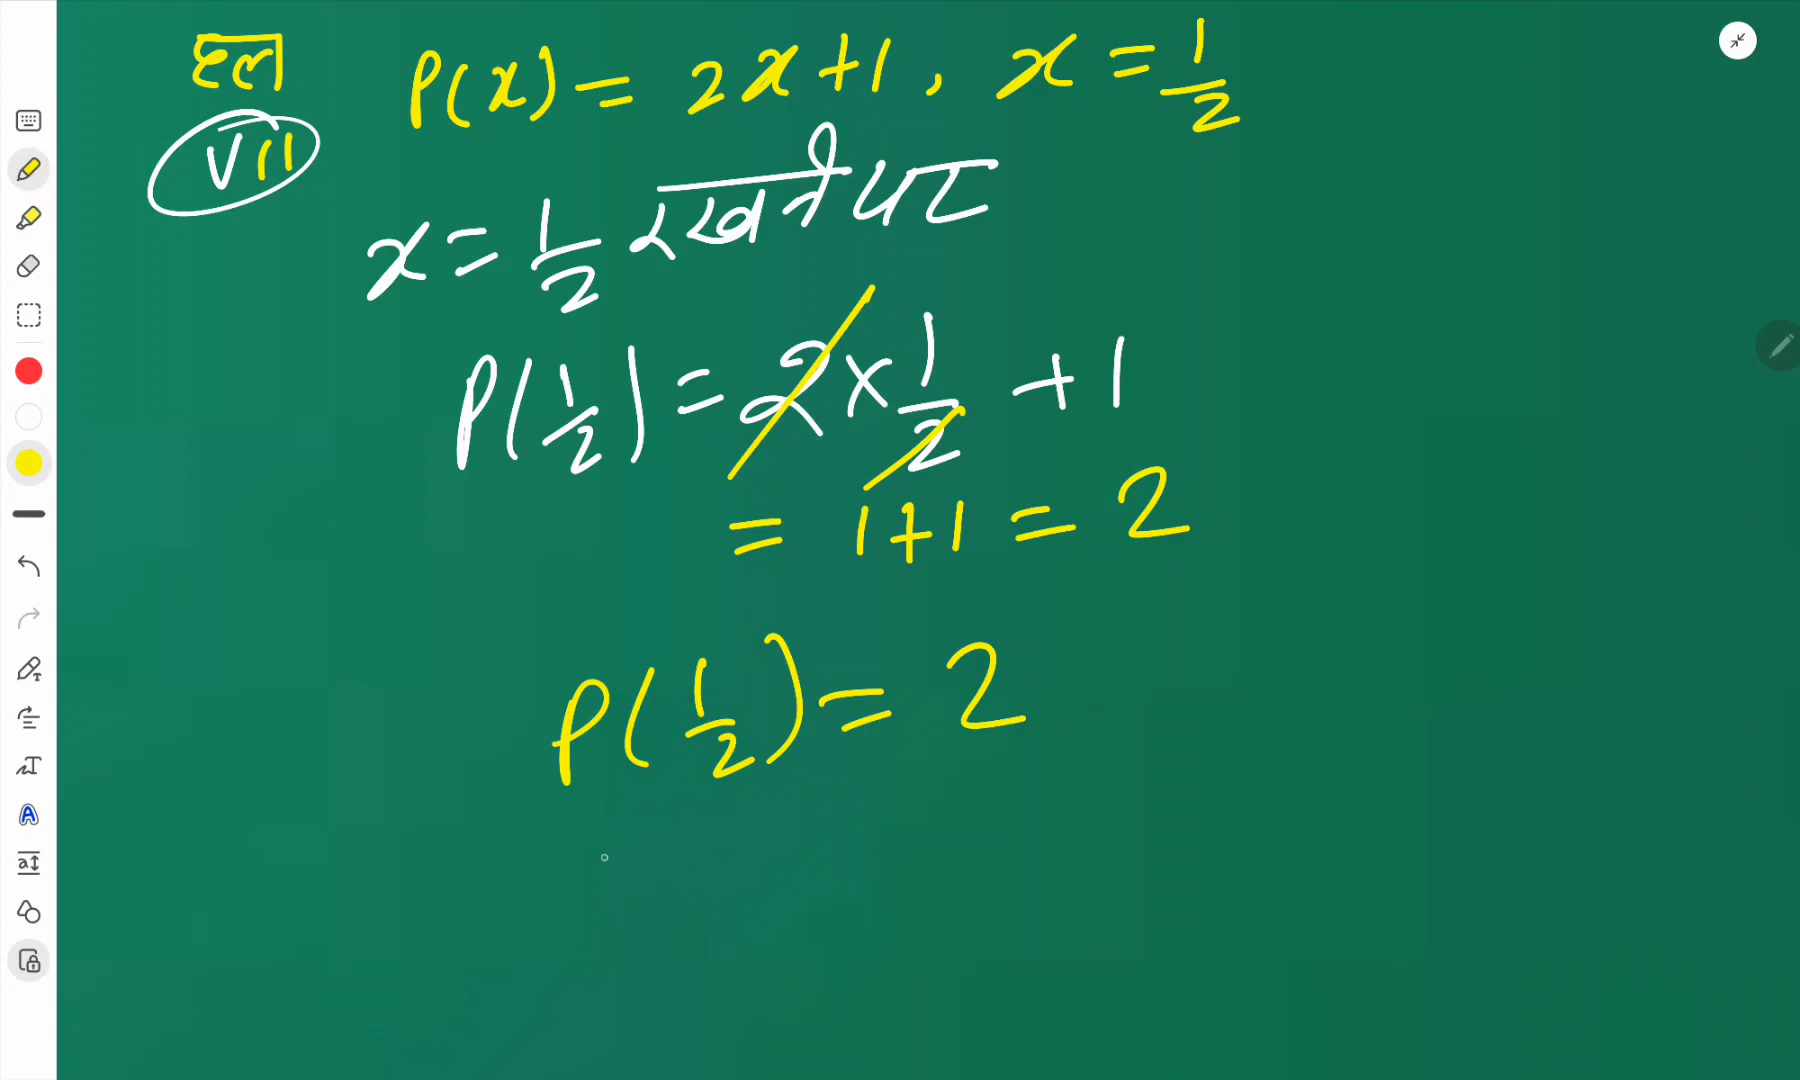 हल P(x) = 2x+1, x = 1/2
VII
x = 1/2 रखने पर
P(1/2) = 2 x 1/2 + 1
= 1+1 = 2
P(1/2) = 2